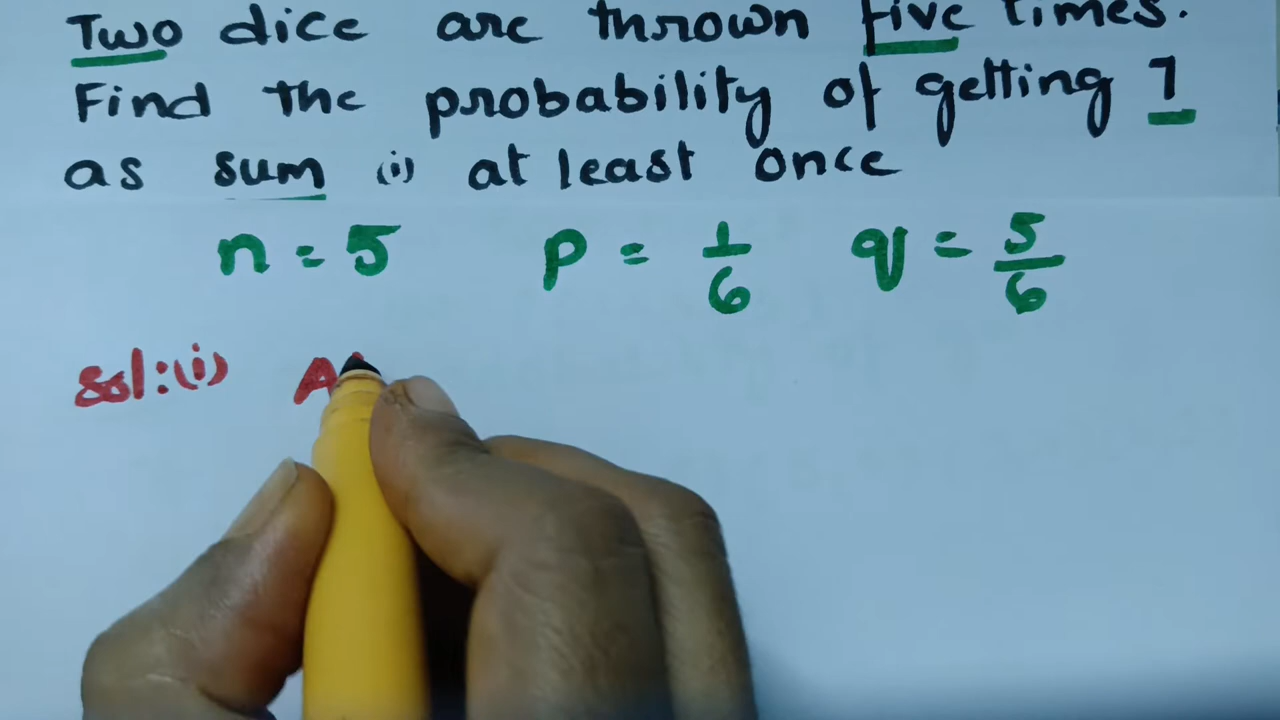 Two dice are thrown five times.
Find the probability of getting 7
as sum (i) at least once
n = 5 p = 1/6 q = 5/6
Sol:(i) A